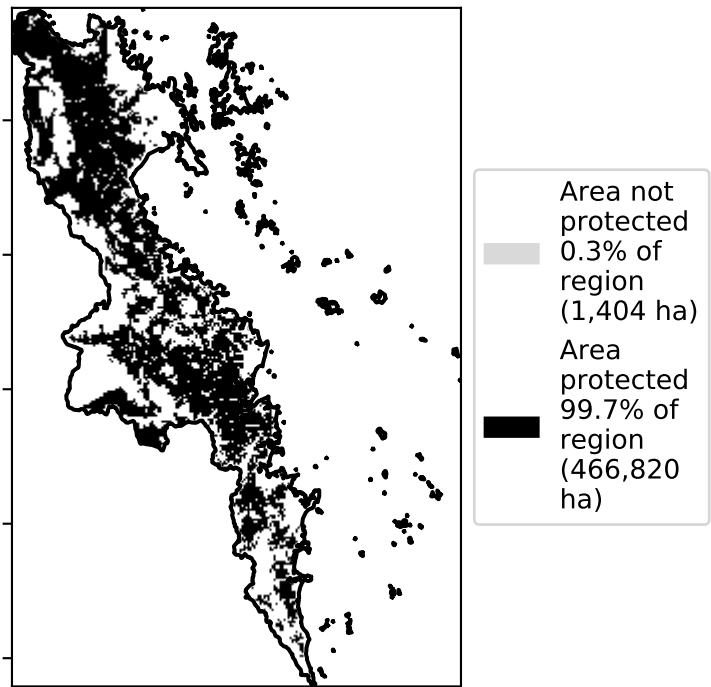 Area not
protected
0.3% of
region
(1,404 ha)
Area
protected
99.7% of
region
(466,820
ha)